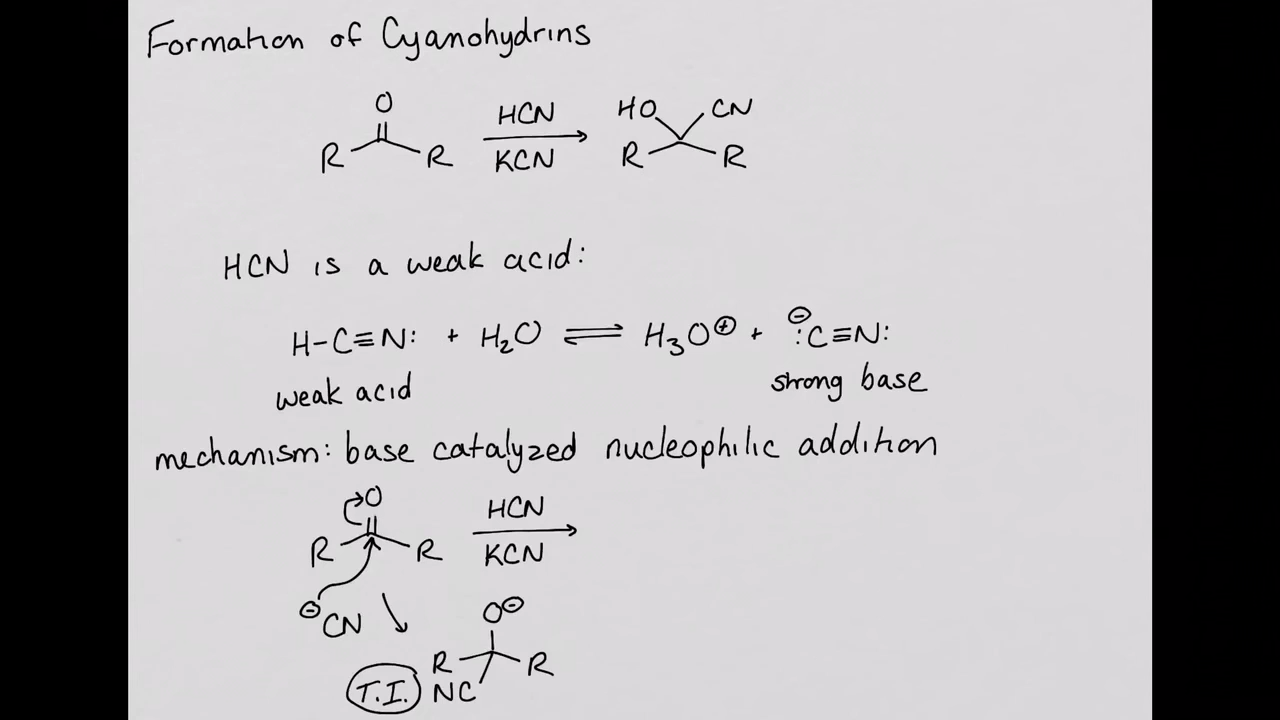 Formation of Cyanohydrins
O HCN HO CN
R R KCN R R
HCN is a weak acid:
H-C≡N: + H₂O ⇌ H₃O⊕ + ⊖:C≡N:
weak acid strong base
mechanism: base catalyzed nucleophilic addition
O HCN
R R KCN
⊖CN O⊖
R R
T.I. NC